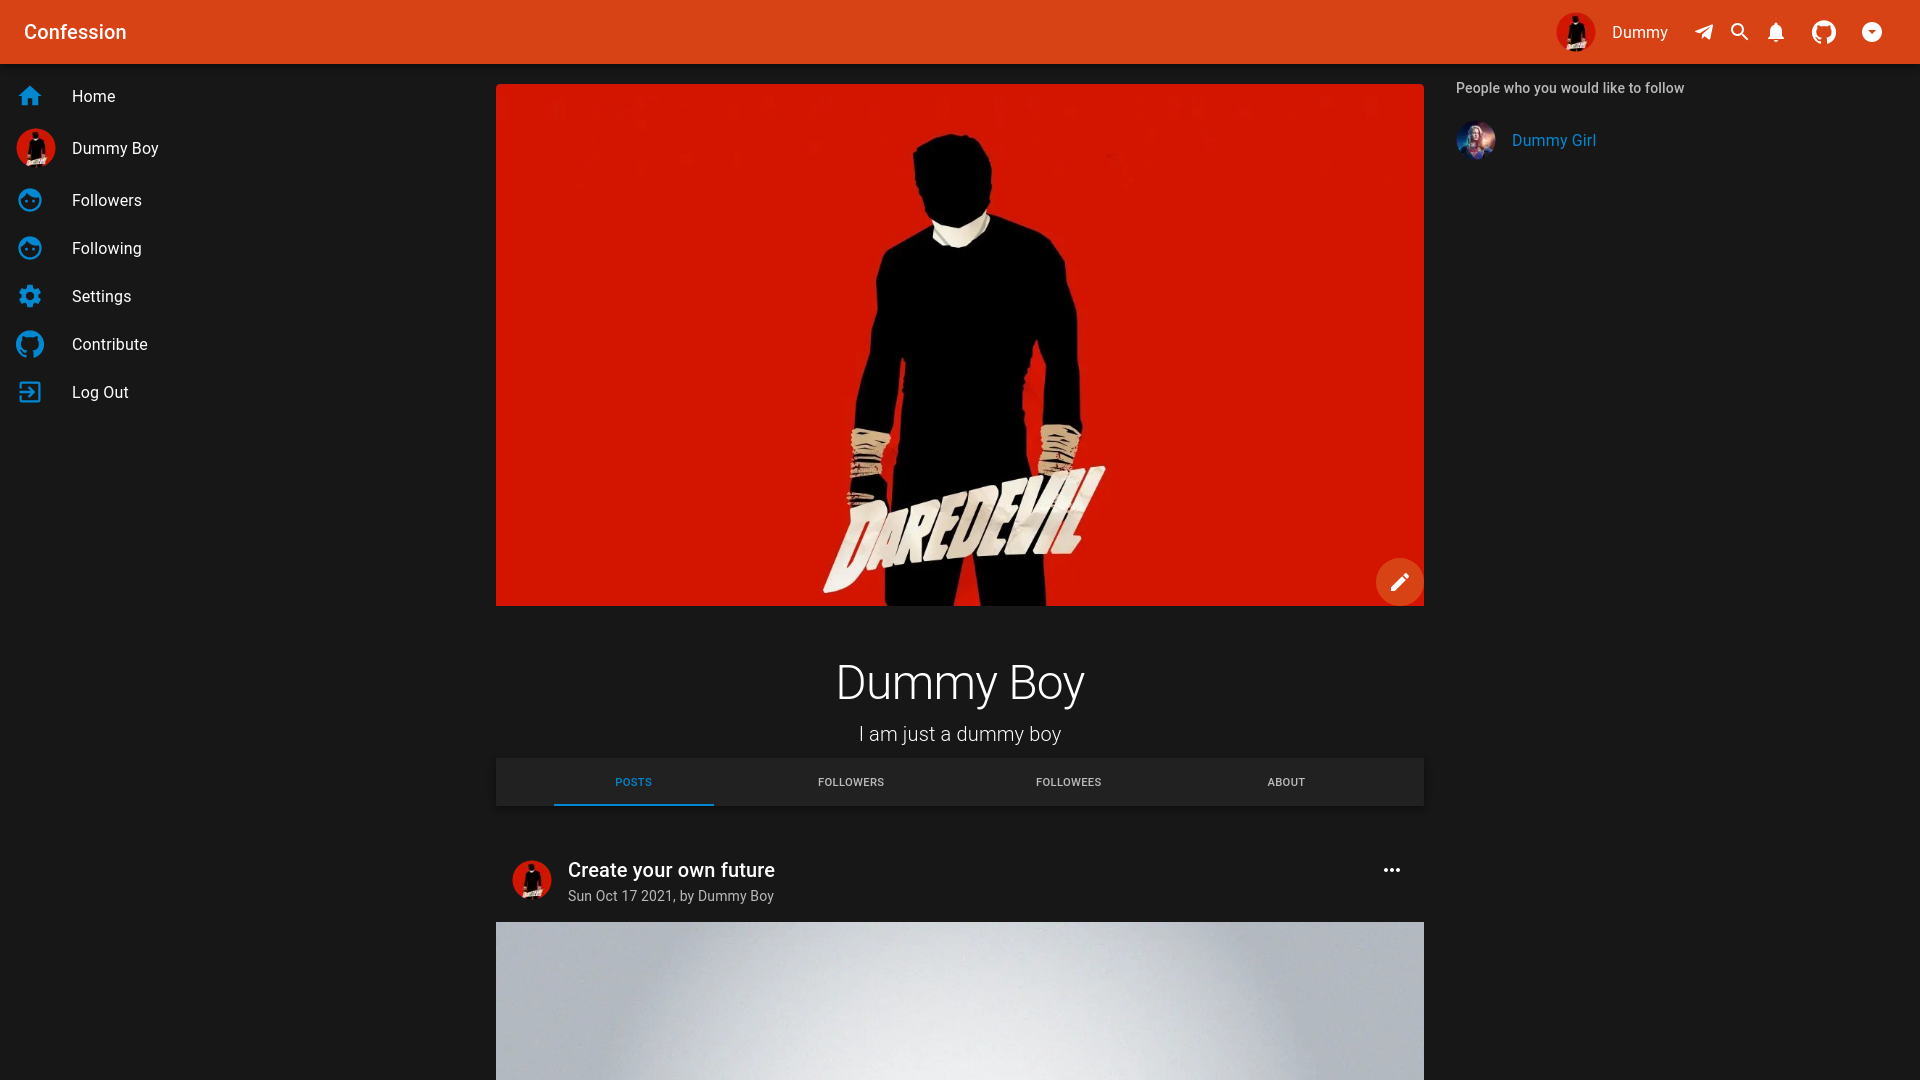 Confession
Dummy
Home
Dummy Boy
Followers
Following
Settings
Contribute
Log Out
DAREDEVIL
Dummy Boy
I am just a dummy boy
POSTS
FOLLOWERS
FOLLOWEES
ABOUT
Create your own future
Sun Oct 17 2021, by Dummy Boy
People who you would like to follow
Dummy Girl